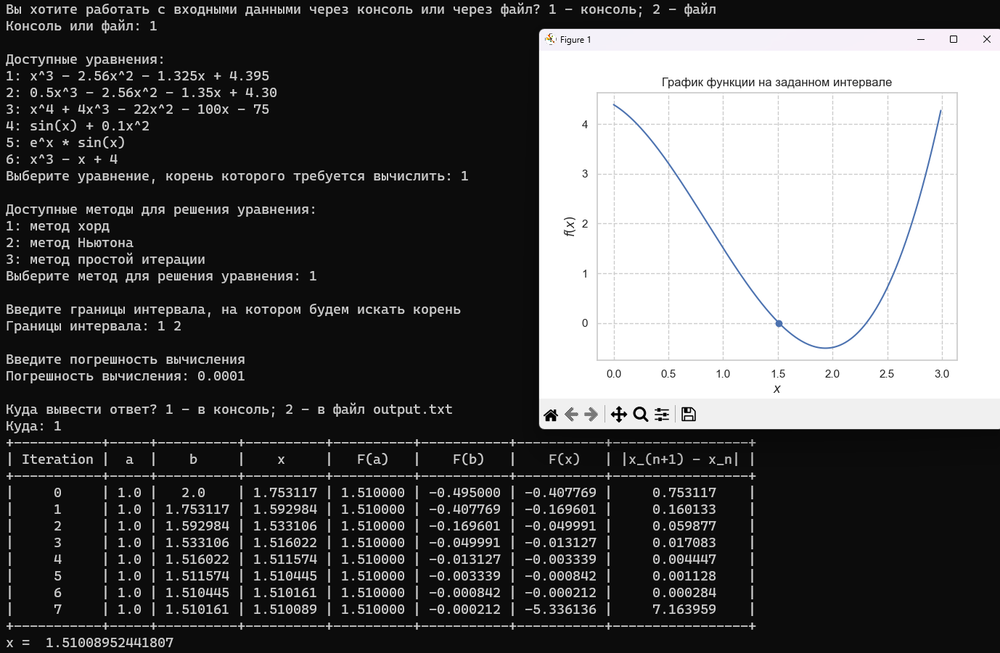 Вы хотите работать с входными данными через консоль или через файл? 1 - консоль; 2 - файл
Консоль или файл: 1
Доступные уравнения:
1: x^3 - 2.56x^2 - 1.325x + 4.395
2: 0.5x^3 - 2.56x^2 - 1.35x + 4.30
3: x^4 + 4x^3 - 22x^2 - 100x - 75
4: sin(x) + 0.1x^2
5: e^x * sin(x)
6: x^3 - x + 4
Выберите уравнение, корень которого требуется вычислить: 1
Доступные методы для решения уравнения:
1: метод хорд
2: метод Ньютона
3: метод простой итерации
Выберите метод для решения уравнения: 1
Введите границы интервала, на котором будем искать корень
Границы интервала: 1 2
Введите погрешность вычисления
Погрешность вычисления: 0.0001
Куда вывести ответ? 1 - в консоль; 2 - в файл output.txt
Куда: 1
+-----------+-----+----------+----------+-----------+-----------+-----------+-----------------+
| Iteration |  a  |    b     |    x     |   F(a)   |    F(b)   |    F(x)   | |x_(n+1) - x_n| |
+-----------+-----+----------+----------+-----------+-----------+-----------+-----------------+
| 0 | 1.0 | 2.0 | 1.753117 | 1.510000 | -0.495000 | -0.407769 | 0.753117 |
| 1 | 1.0 | 1.753117 | 1.592984 | 1.510000 | -0.407769 | -0.169601 | 0.160133 |
| 2 | 1.0 | 1.592984 | 1.533106 | 1.510000 | -0.169601 | -0.049991 | 0.059877 |
| 3 | 1.0 | 1.533106 | 1.516022 | 1.510000 | -0.049991 | -0.013127 | 0.017083 |
| 4 | 1.0 | 1.516022 | 1.511574 | 1.510000 | -0.013127 | -0.003339 | 0.004447 |
| 5 | 1.0 | 1.511574 | 1.510445 | 1.510000 | -0.003339 | -0.000842 | 0.001128 |
| 6 | 1.0 | 1.510445 | 1.510161 | 1.510000 | -0.000842 | -0.000212 | 0.000284 |
| 7 | 1.0 | 1.510161 | 1.510089 | 1.510000 | -0.000212 | -5.336136 | 7.163959 |
+-----------+-----+----------+----------+-----------+-----------+-----------+-----------------+
x =  1.51008952441807
Figure 1
График функции на заданном интервале
4
3
2
1
0
f(x)
0.0 0.5 1.0 1.5 2.0 2.5 3.0
x